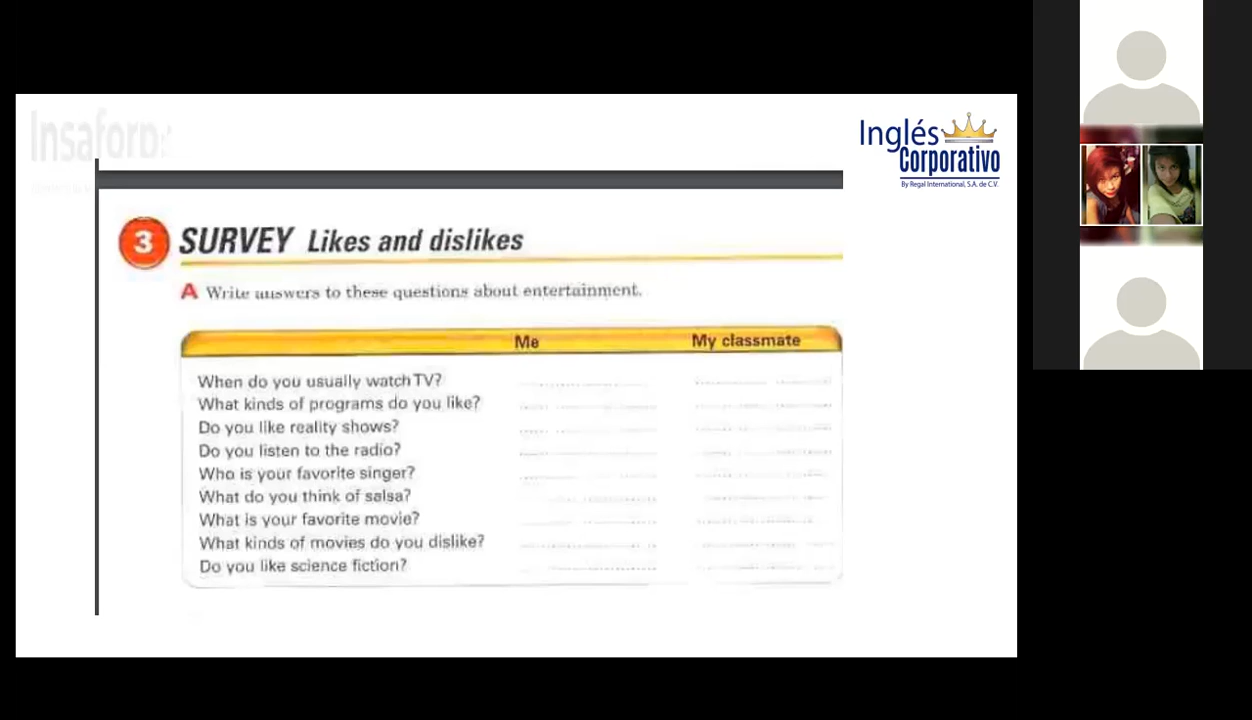 Insaforp
Inglés
Corporativo
By Regal International, S.A. de C.V.
3 SURVEY Likes and dislikes
A Write answers to these questions about entertainment.
Me My classmate
When do you usually watch TV?
What kinds of programs do you like?
Do you like reality shows?
Do you listen to the radio?
Who is your favorite singer?
What do you think of salsa?
What is your favorite movie?
What kinds of movies do you dislike?
Do you like science fiction?